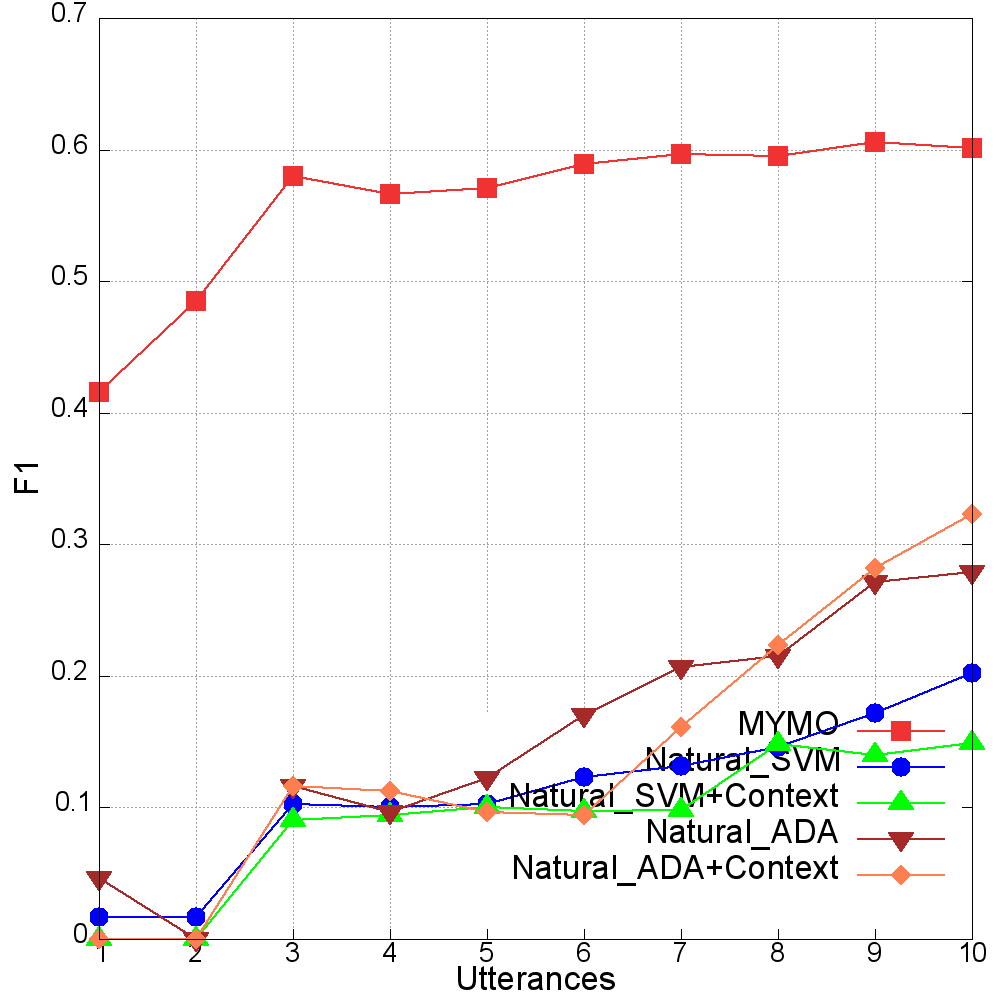 0.7
0.6
0.5
0.4
0.3
0.2
0.1
0
F1
MYMO
Natural_SVM
Natural_SVM+Context
Natural_ADA
Natural_ADA+Context
1 2 3 4 5 6 7 8 9 10
Utterances